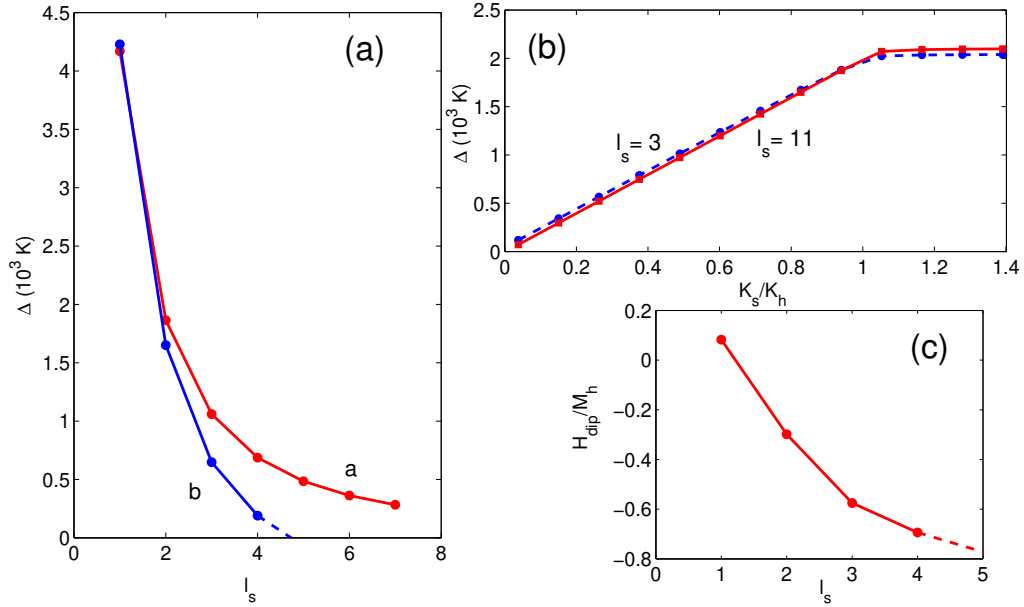 (a)
4.5
4
3.5
3
2.5
2
1.5
1
0.5
0
Δ (10³ K)
a
b
0 2 4 6 8
l_s
(b)
2.5
2
1.5
1
0.5
0
Δ (10³ K)
l_s = 3
l_s = 11
0 0.2 0.4 0.6 0.8 1 1.2 1.4
K_s/K_h
(c)
0.2
0
−0.2
−0.4
−0.6
−0.8
H_dip/M_h
0 1 2 3 4 5
l_s